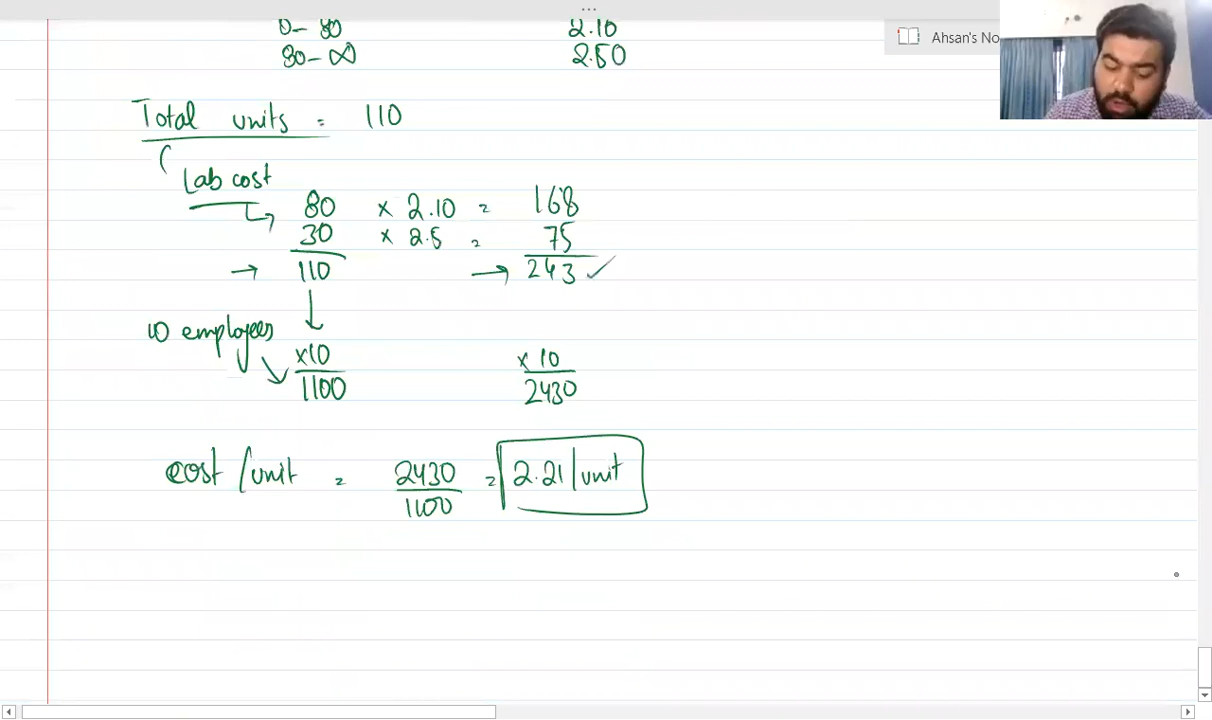 0 - 80 2.10
80 - ∞ 2.50
Ahsan's No
Total units = 110
(
Lab cost
80 × 2.10 = 168
30 × 2.5 = 75
→ 110 → 243 ✓
10 employees
×10 × 10
1100 2430
cost / unit = 2430 / 1100 = 2.21 / unit